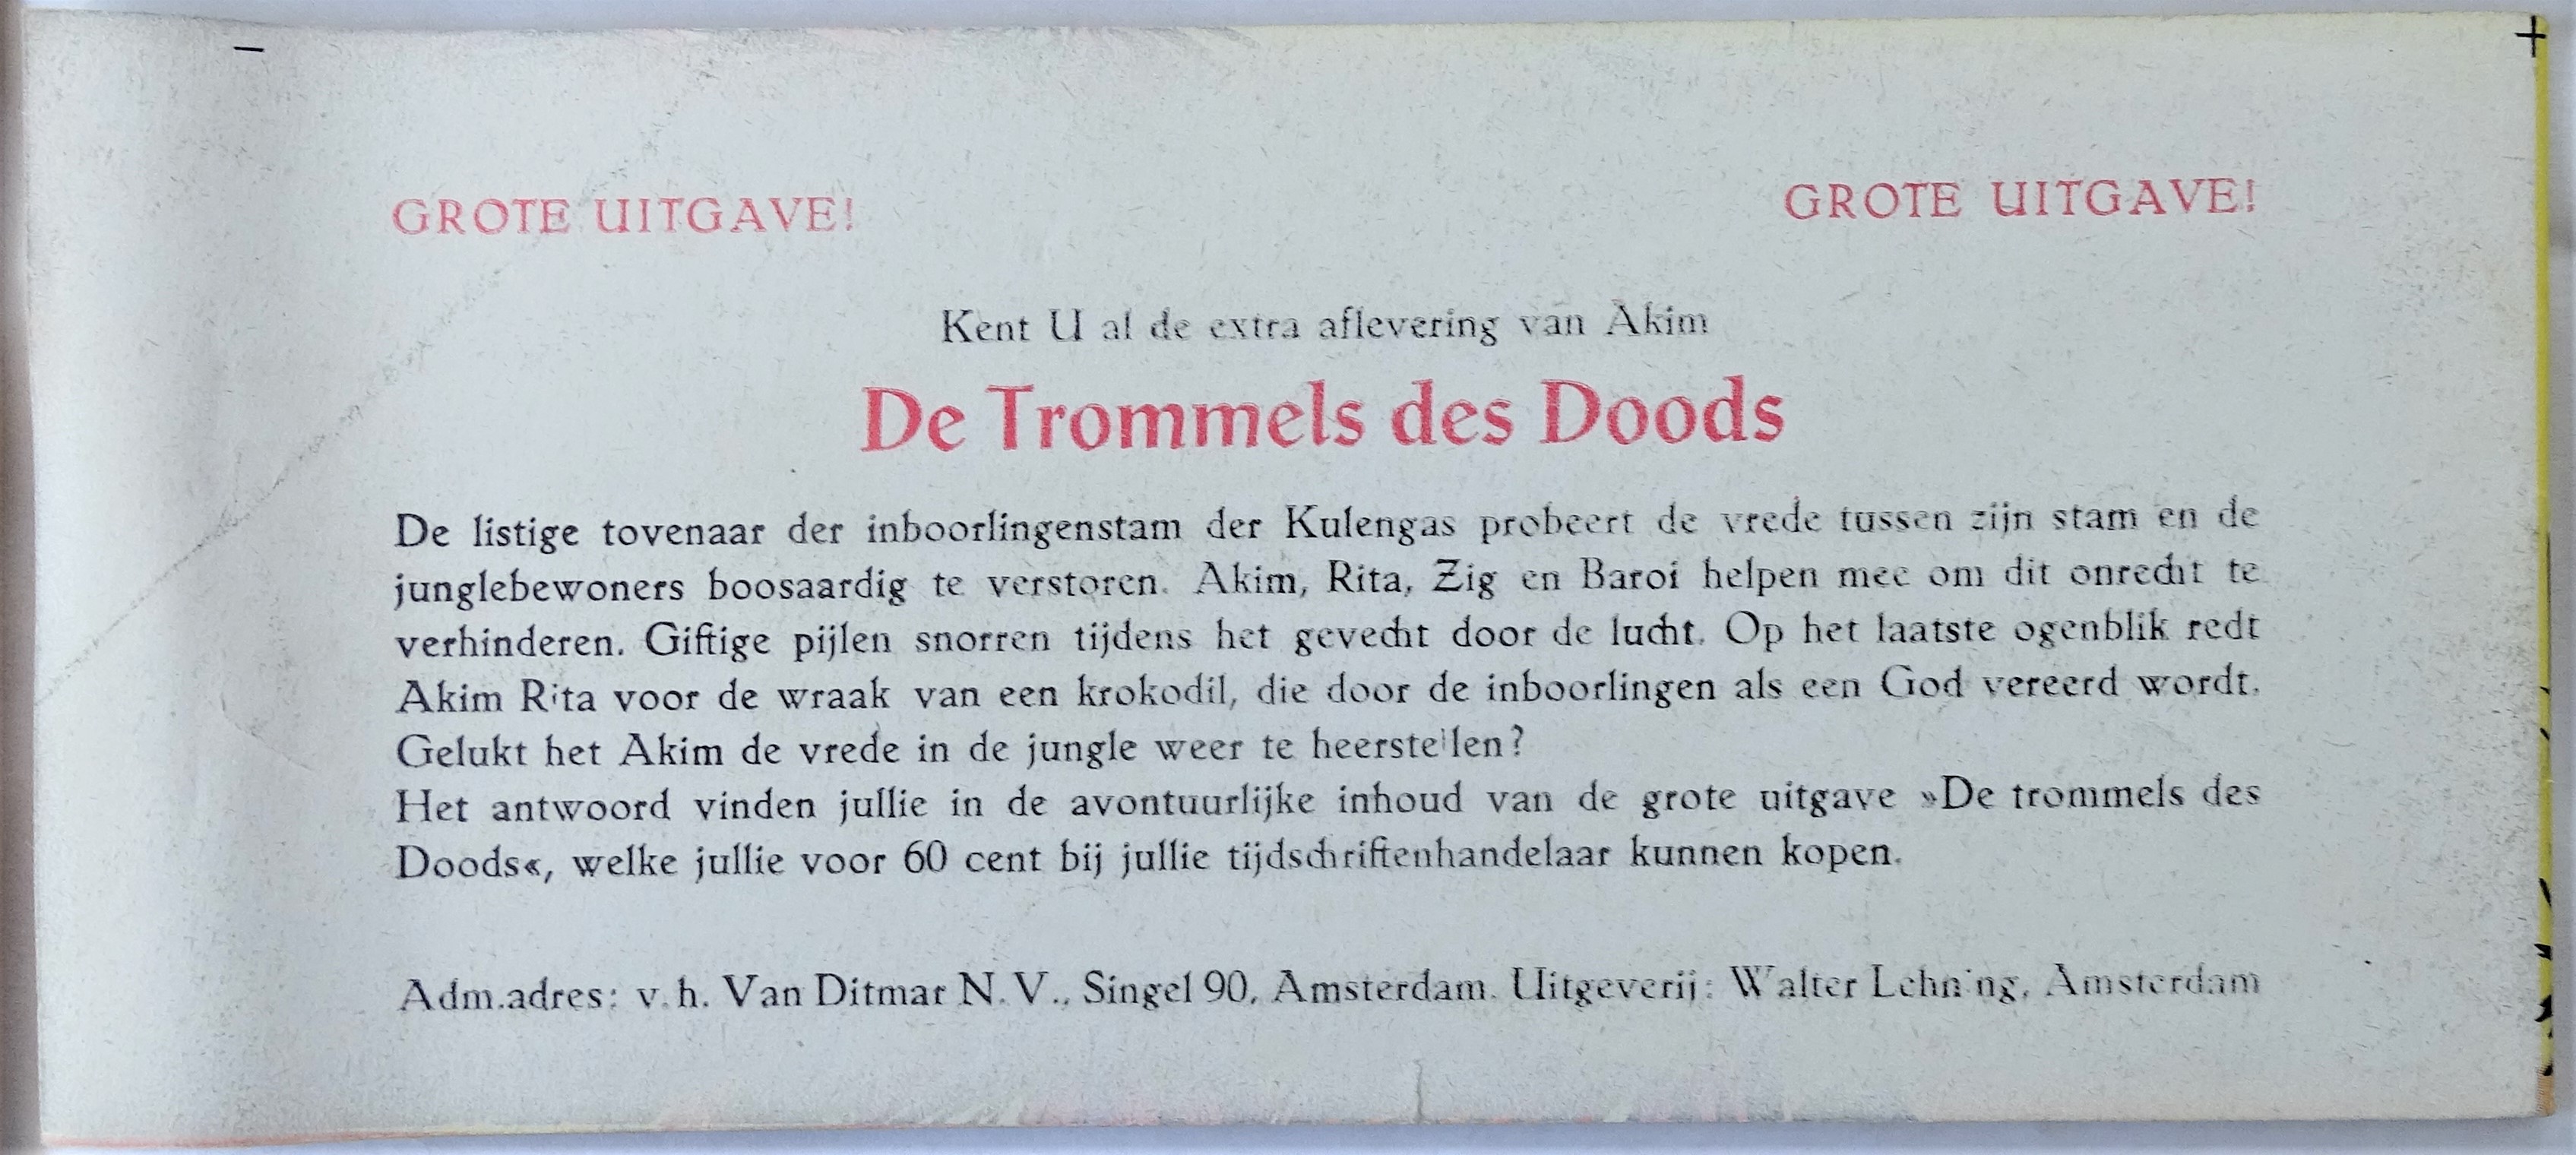 GROTE UITGAVE! GROTE UITGAVE!
Kent U al de extra aflevering van Akim
De Trommels des Doods
De listige tovenaar der inboorlingenstam der Kulengas probeert de vrede tussen zijn stam en de
junglebewoners boosaardig te verstoren. Akim, Rita, Zig en Baroi helpen mee om dit onrecht te
verhinderen. Giftige pijlen snorren tijdens het gevecht door de lucht. Op het laatste ogenblik redt
Akim Rita voor de wraak van een krokodil, die door de inboorlingen als een God vereerd wordt.
Gelukt het Akim de vrede in de jungle weer te heerstellen?
Het antwoord vinden jullie in de avontuurlijke inhoud van de grote uitgave »De trommels des
Doods«, welke jullie voor 60 cent bij jullie tijdschriftenhandelaar kunnen kopen.
Adm.adres: v. h. Van Ditmar N. V., Singel 90, Amsterdam. Uitgeverij: Walter Lehning, Amsterdam